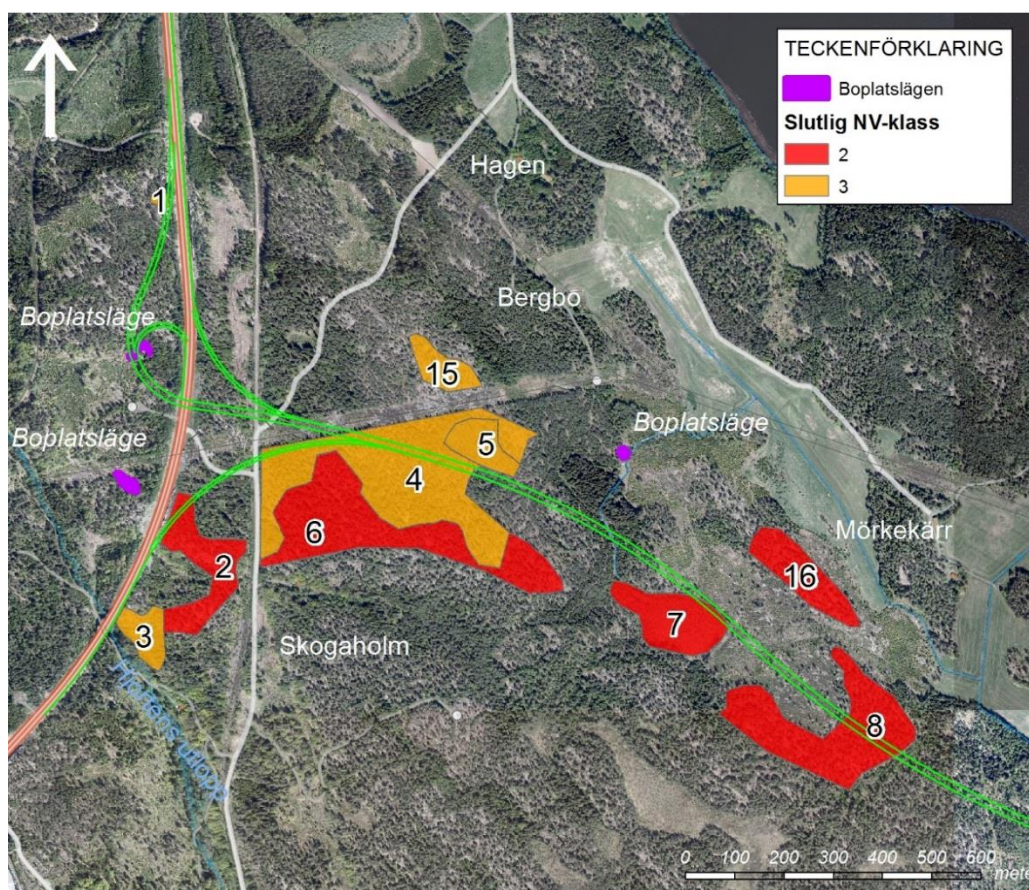 TECKENFÖRKLARING
Boplatslägen
Slutlig NV-klass
2
3
Hagen
1
Bergbo
Boplatsläge
15
Boplatsläge
Boplatsläge
5
4
6
Mörkekärr
2
16
7
3
Skogaholm
8
0 100 200 300 400 500 600